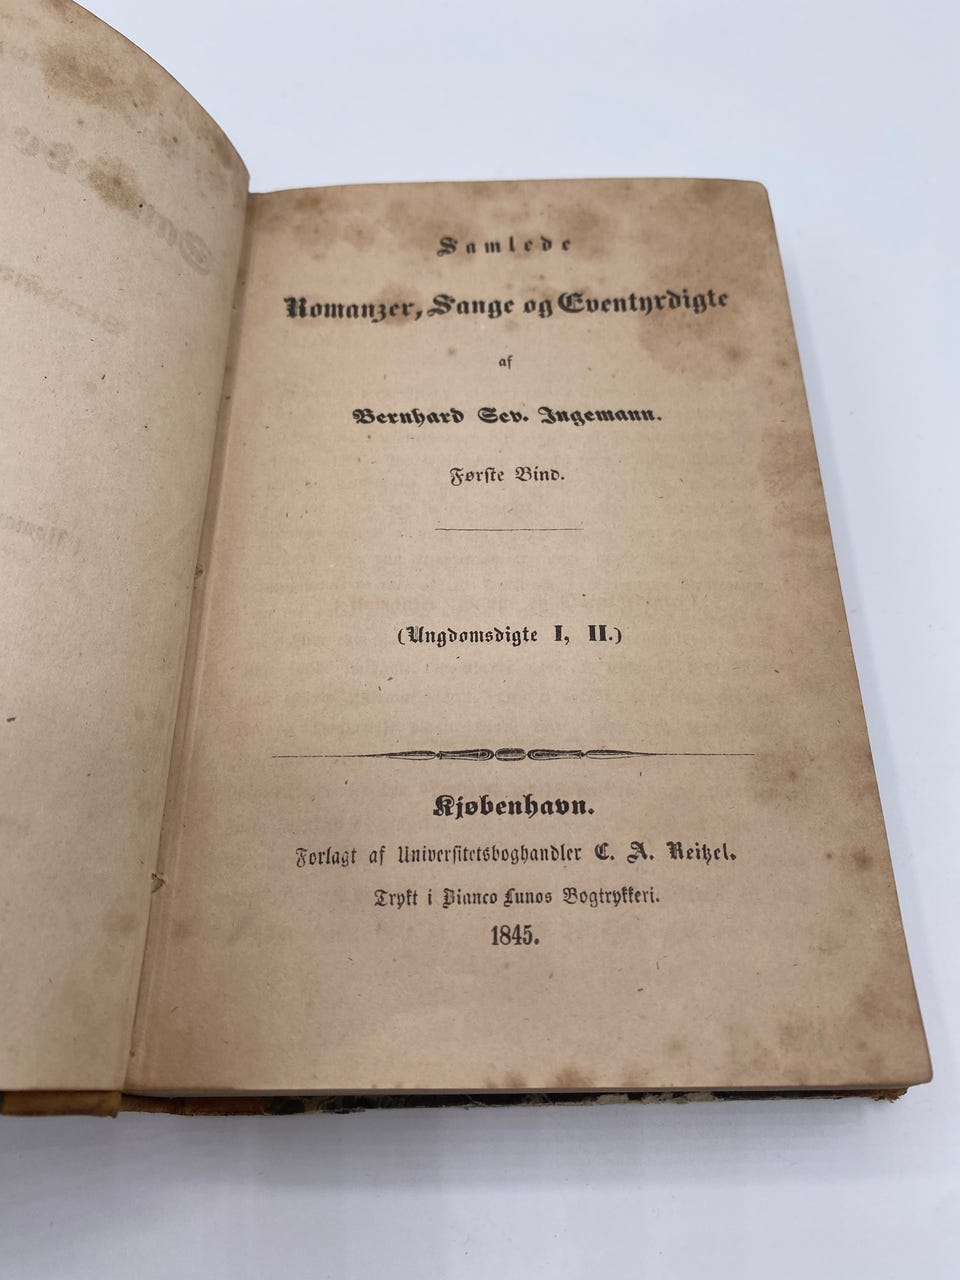 Samlede
Romanzer, Sange og Eventyrdigte
af
Bernhard Sev. Ingemann.
Første Bind.
(Ungdomsdigte I, II.)
Kjøbenhavn.
Forlagt af Universitetsboghandler C. A. Reitzel.
Trykt i Bianco Lunos Bogtrykkeri.
1845.